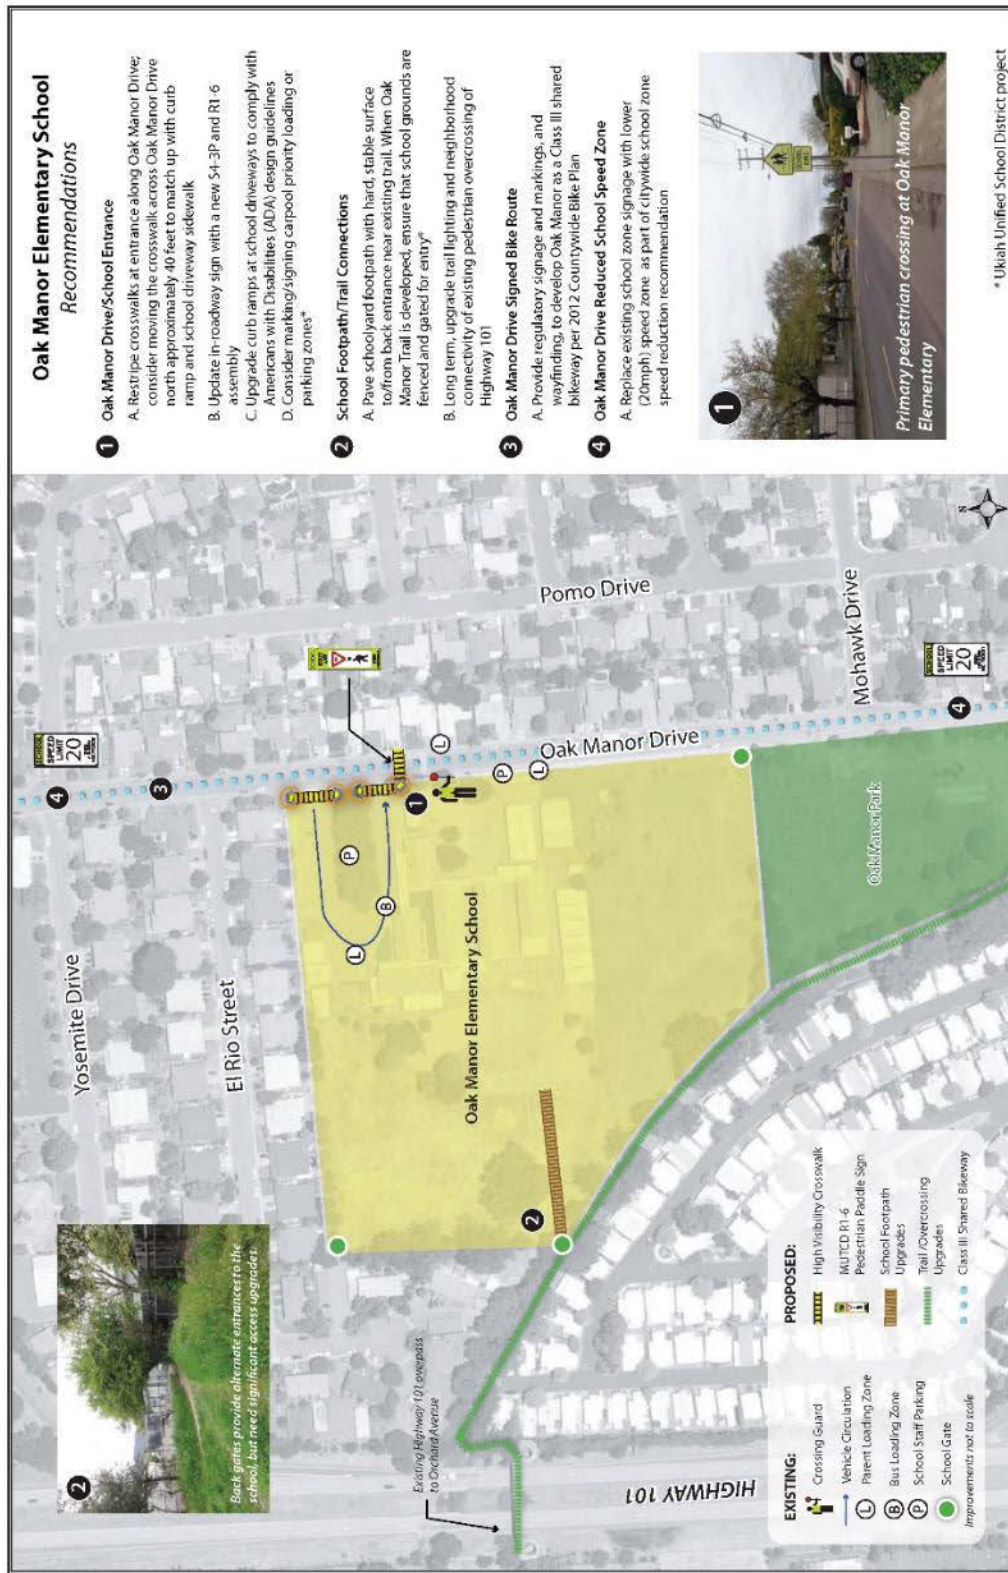 Oak Manor Elementary School
Recommendations
1 Oak Manor Drive/School Entrance
A. Restripe crosswalks at entrance along Oak Manor Drive;
consider moving the crosswalk across Oak Manor Drive
north approximately 40 feet to match up with curb
ramp and school driveway sidewalk
B. Update in-roadway sign with a new S4-3P and R1-6
assembly
C. Upgrade curb ramps at school driveways to comply with
Americans with Disabilities (ADA) design guidelines
D. Consider marking/signing carpool priority loading or
parking zones*
2 School Footpath/Trail Connections
A. Pave schoolyard footpath with hard, stable surface
to/from back entrance near existing trail. When Oak
Manor Trail is developed, ensure that school grounds are
fenced and gated for entry*
B. Long term, upgrade trail lighting and neighborhood
connectivity of existing pedestrian overcrossing of
Highway 101
3 Oak Manor Drive Signed Bike Route
A. Provide regulatory signage and markings, and
wayfinding, to develop Oak Manor as a Class III shared
bikeway per 2012 Countywide Bike Plan
4 Oak Manor Drive Reduced School Speed Zone
A. Replace existing school zone signage with lower
(20mph) speed zone as part of citywide school zone
speed reduction recommendation
1
Primary pedestrian crossing at Oak Manor
Elementary
* Ukiah Unified School District project
2
Back gates provide alternate entrances to the
school, but need significant access upgrades.
Yosemite Drive
El Rio Street
4
SCHOOL
SPEED
LIMIT
20
3
Pomo Drive
Oak Manor Drive
Mohawk Drive
SCHOOL
SPEED
LIMIT
20
4
N
P
L
B
1
L
P
L
Oak Manor Elementary School
Oak Manor Park
2
Existing Highway 101 overpass
to Orchard Avenue
HIGHWAY 101
EXISTING:
Crossing Guard
Vehicle Circulation
L Parent Loading Zone
B Bus Loading Zone
P School Staff Parking
School Gate
Improvements not to scale
PROPOSED:
High Visibility Crosswalk
MUTCD R1-6
Pedestrian Paddle Sign
School Footpath
Upgrades
Trail /Overcrossing
Upgrades
Class III Shared Bikeway